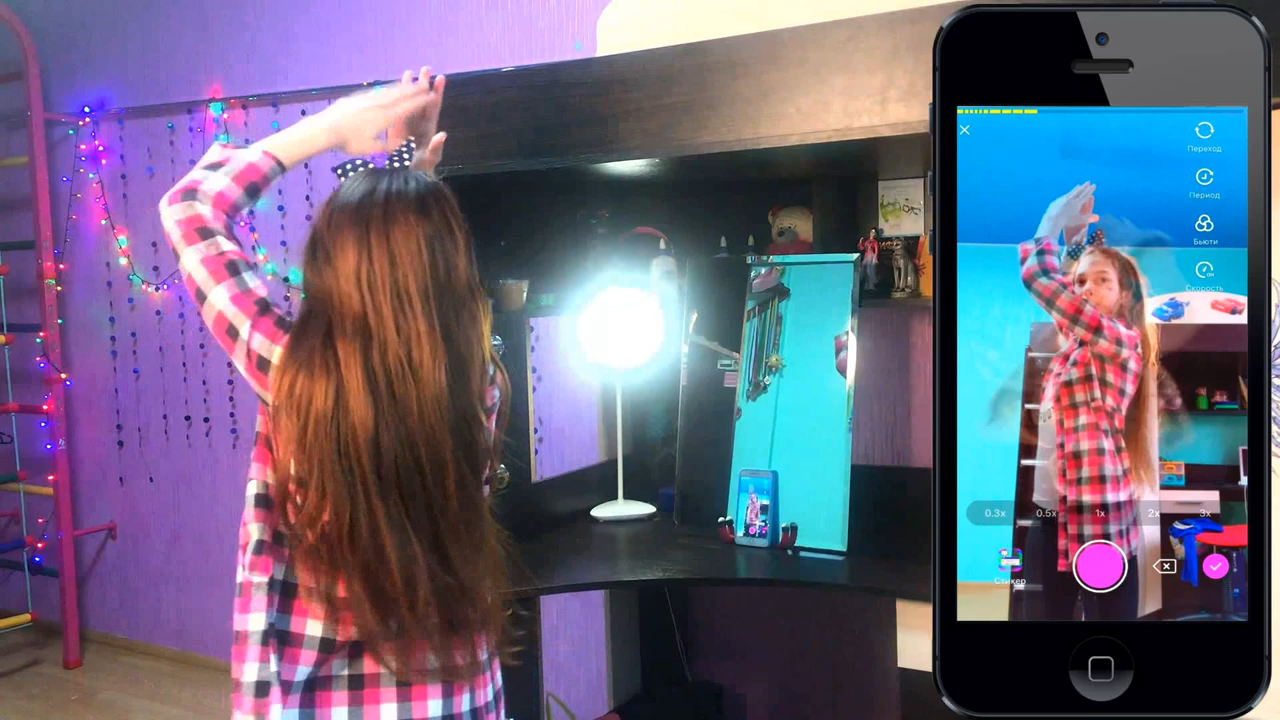 Переход
Период
Бьюти
Скорость
0.3x 0.5x 1x 2x 3x
Стикер